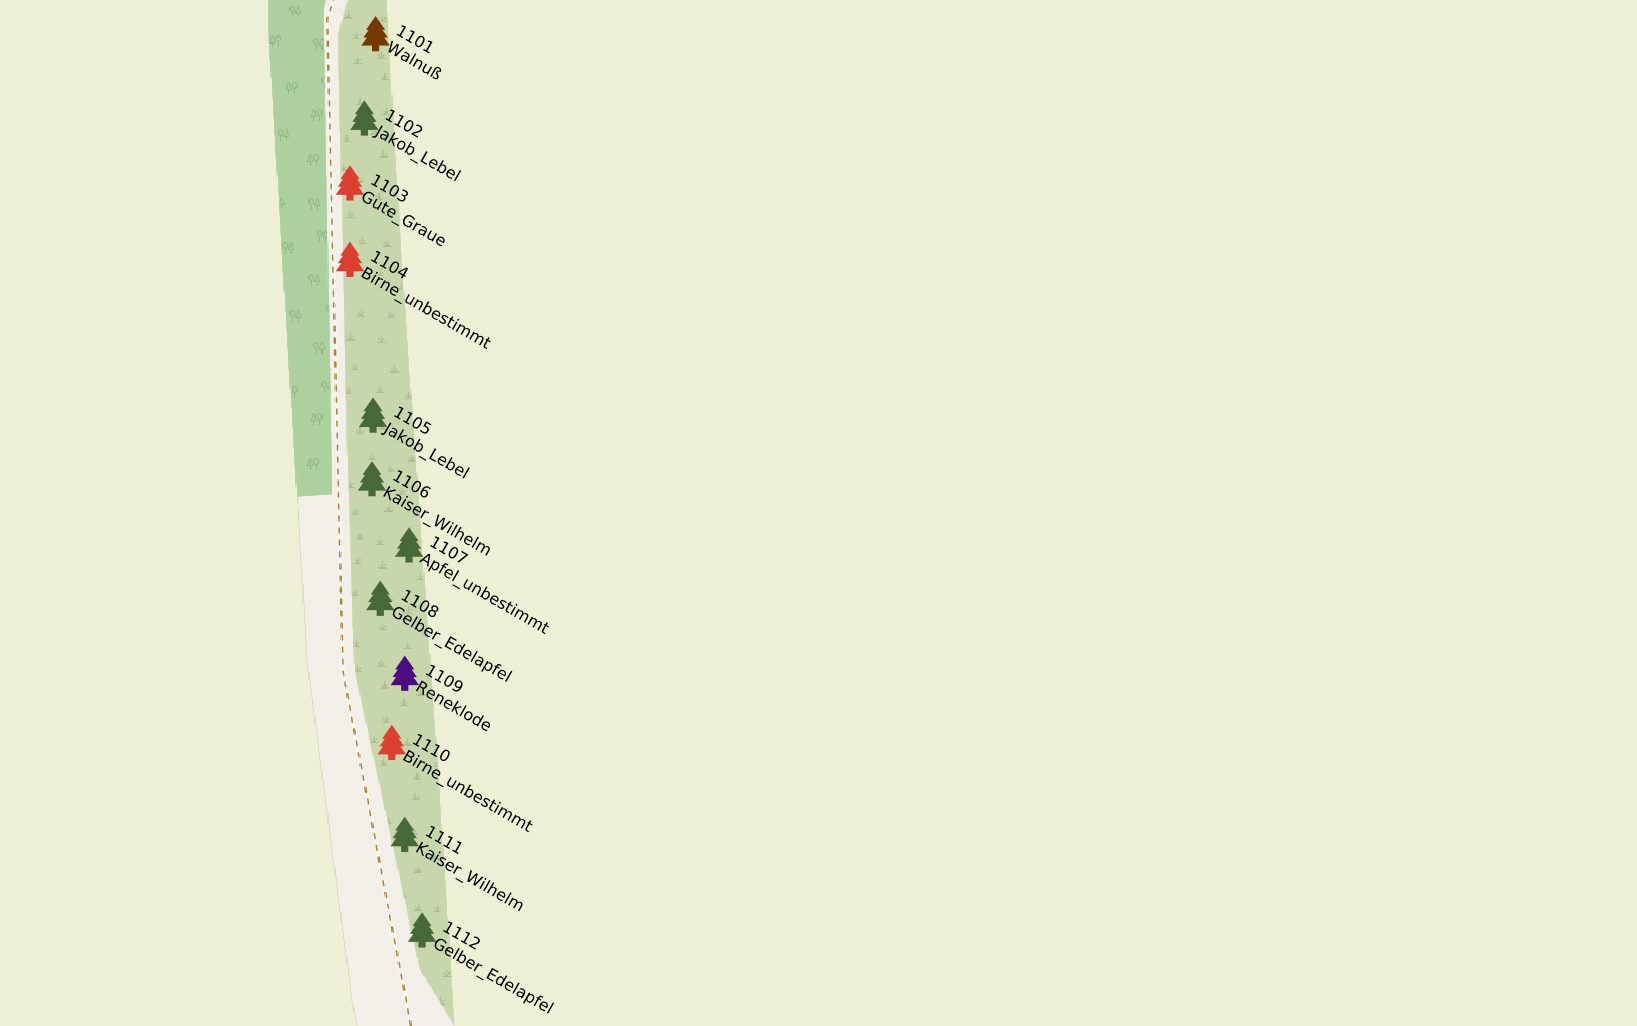 1101
Walnuß
1102
Jakob_Lebel
1103
Gute_Graue
1104
Birne_unbestimmt
1105
Jakob_Lebel
1106
Kaiser_Wilhelm
1107
Apfel_unbestimmt
1108
Gelber_Edelapfel
1109
Reneklode
1110
Birne_unbestimmt
1111
Kaiser_Wilhelm
1112
Gelber_Edelapfel